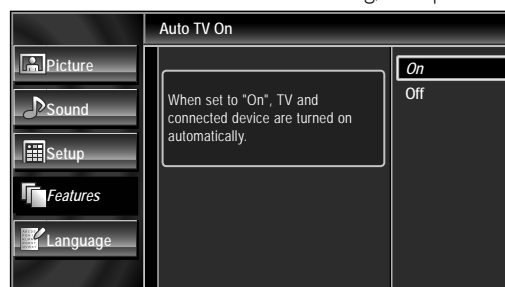 Auto TV On
Picture
Sound
Setup
Features
Language
When set to "On", TV and
connected device are turned on
automatically.
On
Off